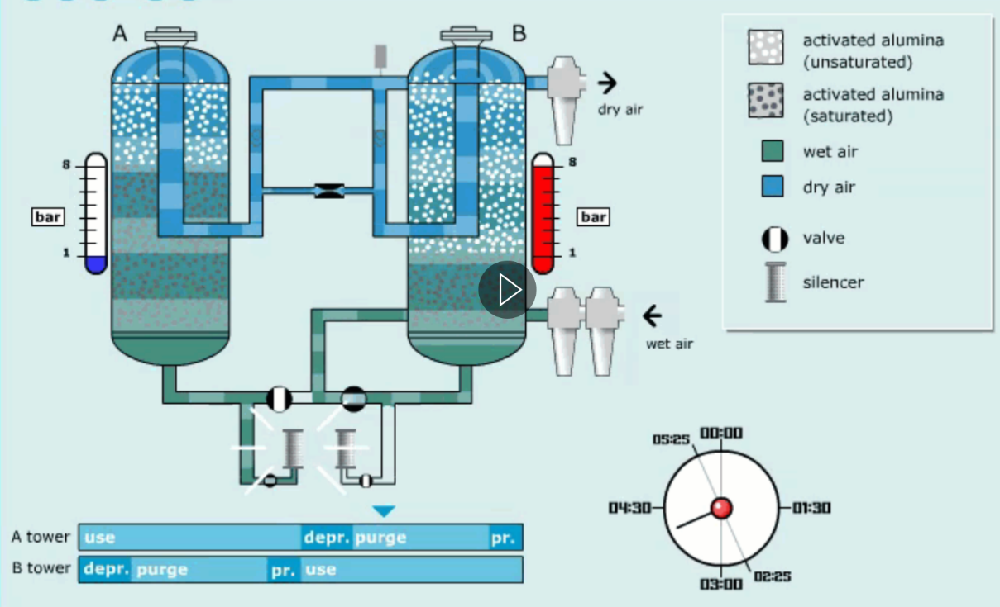 A
B
activated alumina
(unsaturated)
activated alumina
(saturated)
wet air
dry air
valve
silencer
dry air
8
bar
1
8
bar
1
wet air
05:25
00:00
04:30
01:30
03:00
02:25
A tower
use
depr.
purge
pr.
B tower
depr.
purge
pr.
use